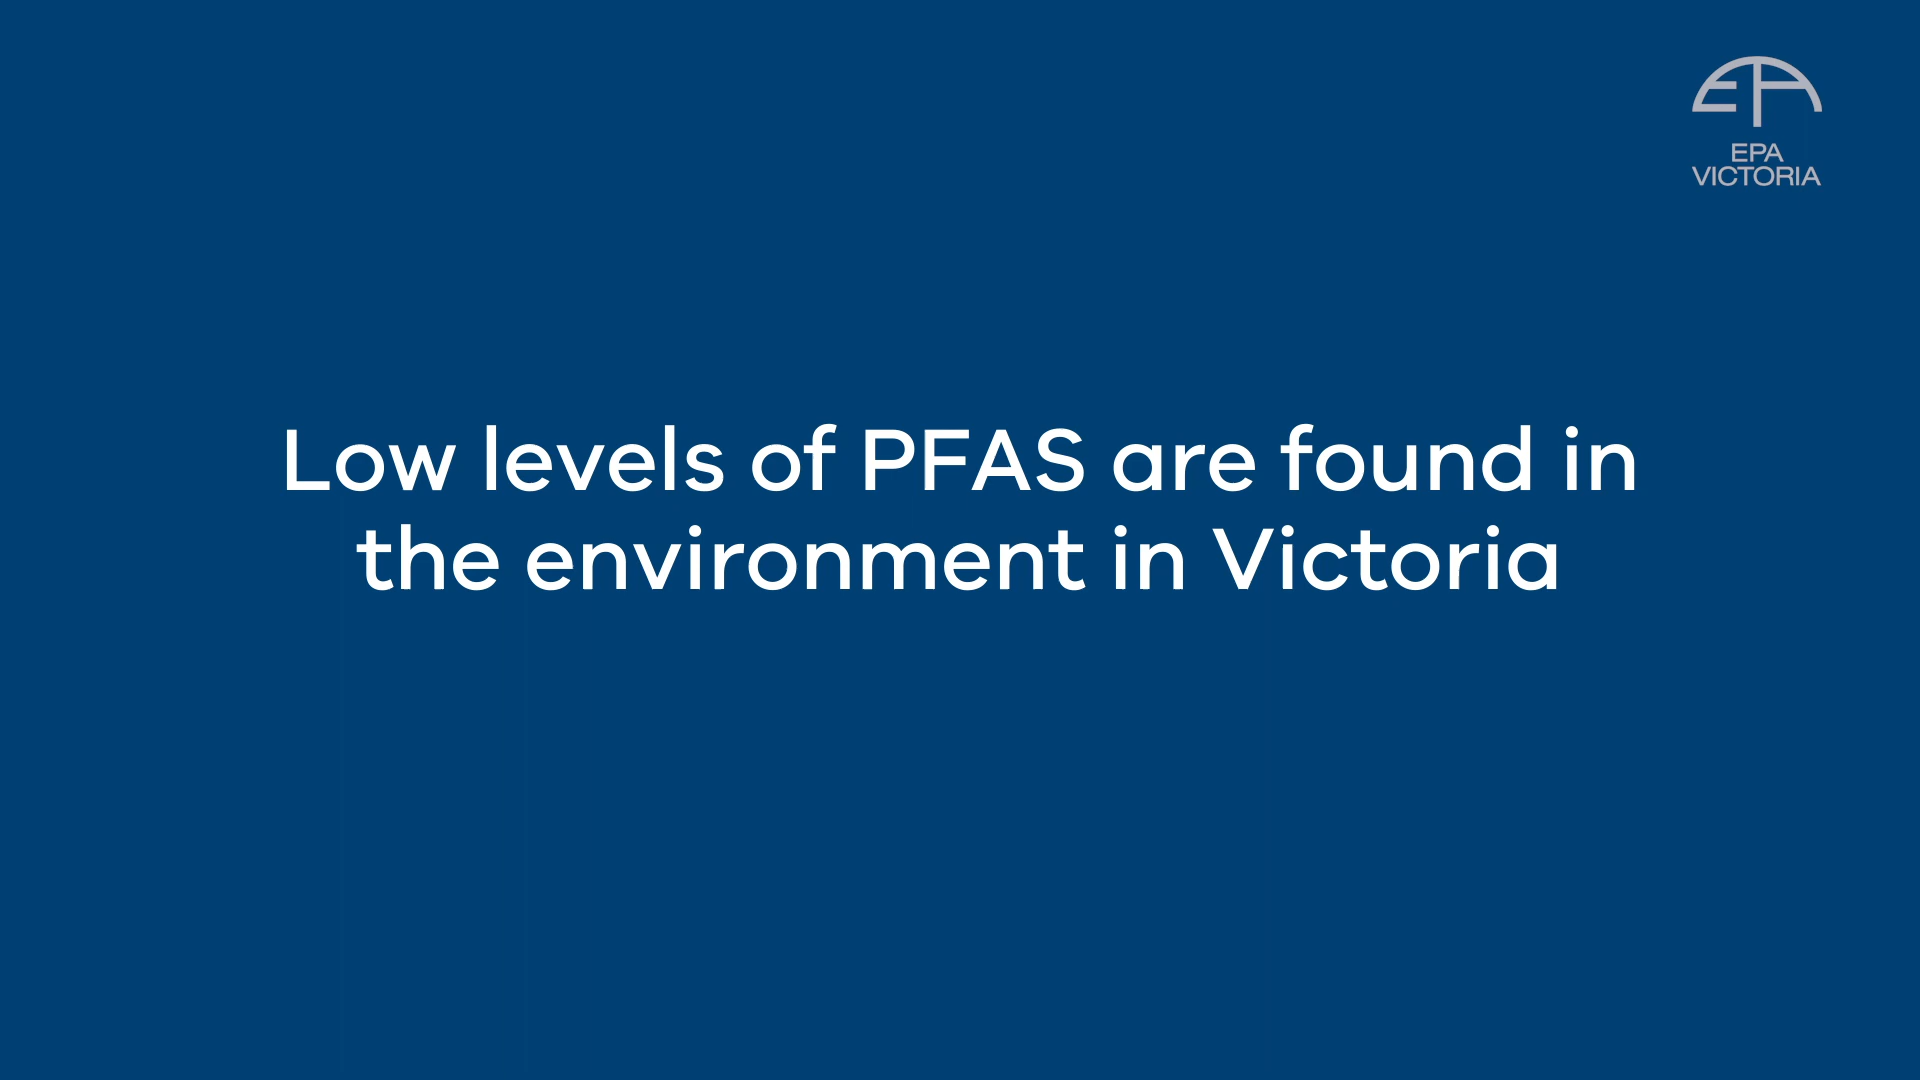 EPA
VICTORIA
Low levels of PFAS are found in
the environment in Victoria